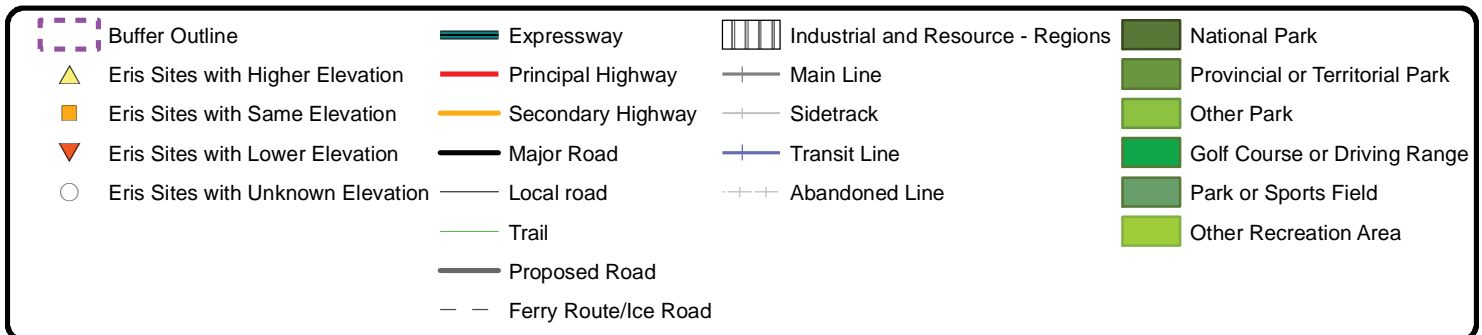 Buffer Outline
Eris Sites with Higher Elevation
Eris Sites with Same Elevation
Eris Sites with Lower Elevation
Eris Sites with Unknown Elevation
Expressway
Principal Highway
Secondary Highway
Major Road
Local road
Trail
Proposed Road
Ferry Route/Ice Road
Industrial and Resource - Regions
Main Line
Sidetrack
Transit Line
Abandoned Line
National Park
Provincial or Territorial Park
Other Park
Golf Course or Driving Range
Park or Sports Field
Other Recreation Area